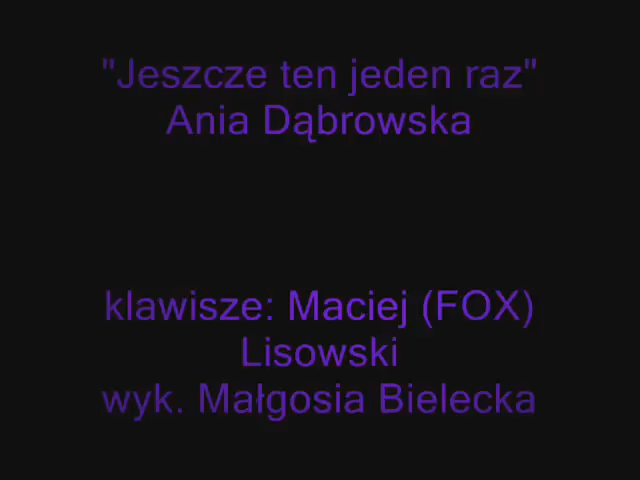 "Jeszcze ten jeden raz"
Ania Dąbrowska
klawisze: Maciej (FOX)
Lisowski
wyk. Małgosia Bielecka